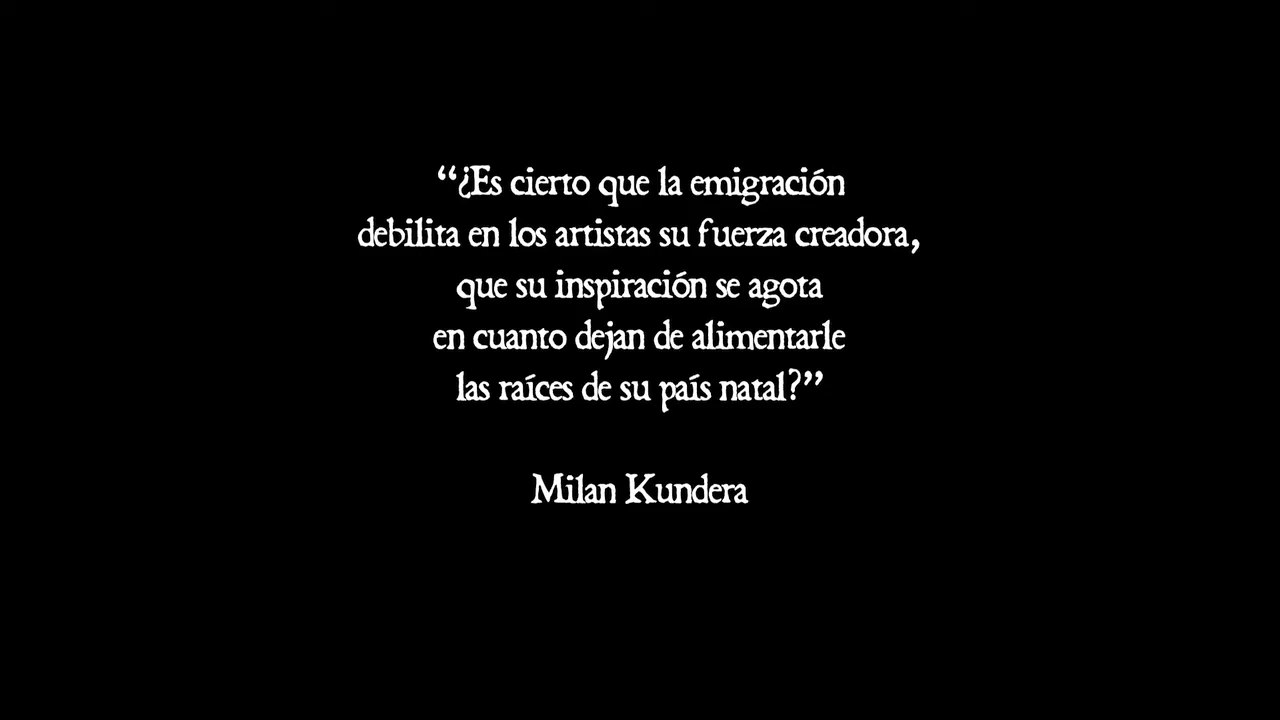 “¿Es cierto que la emigración
debilita en los artistas su fuerza creadora,
que su inspiración se agota
en cuanto dejan de alimentarle
las raíces de su país natal?”
Milan Kundera